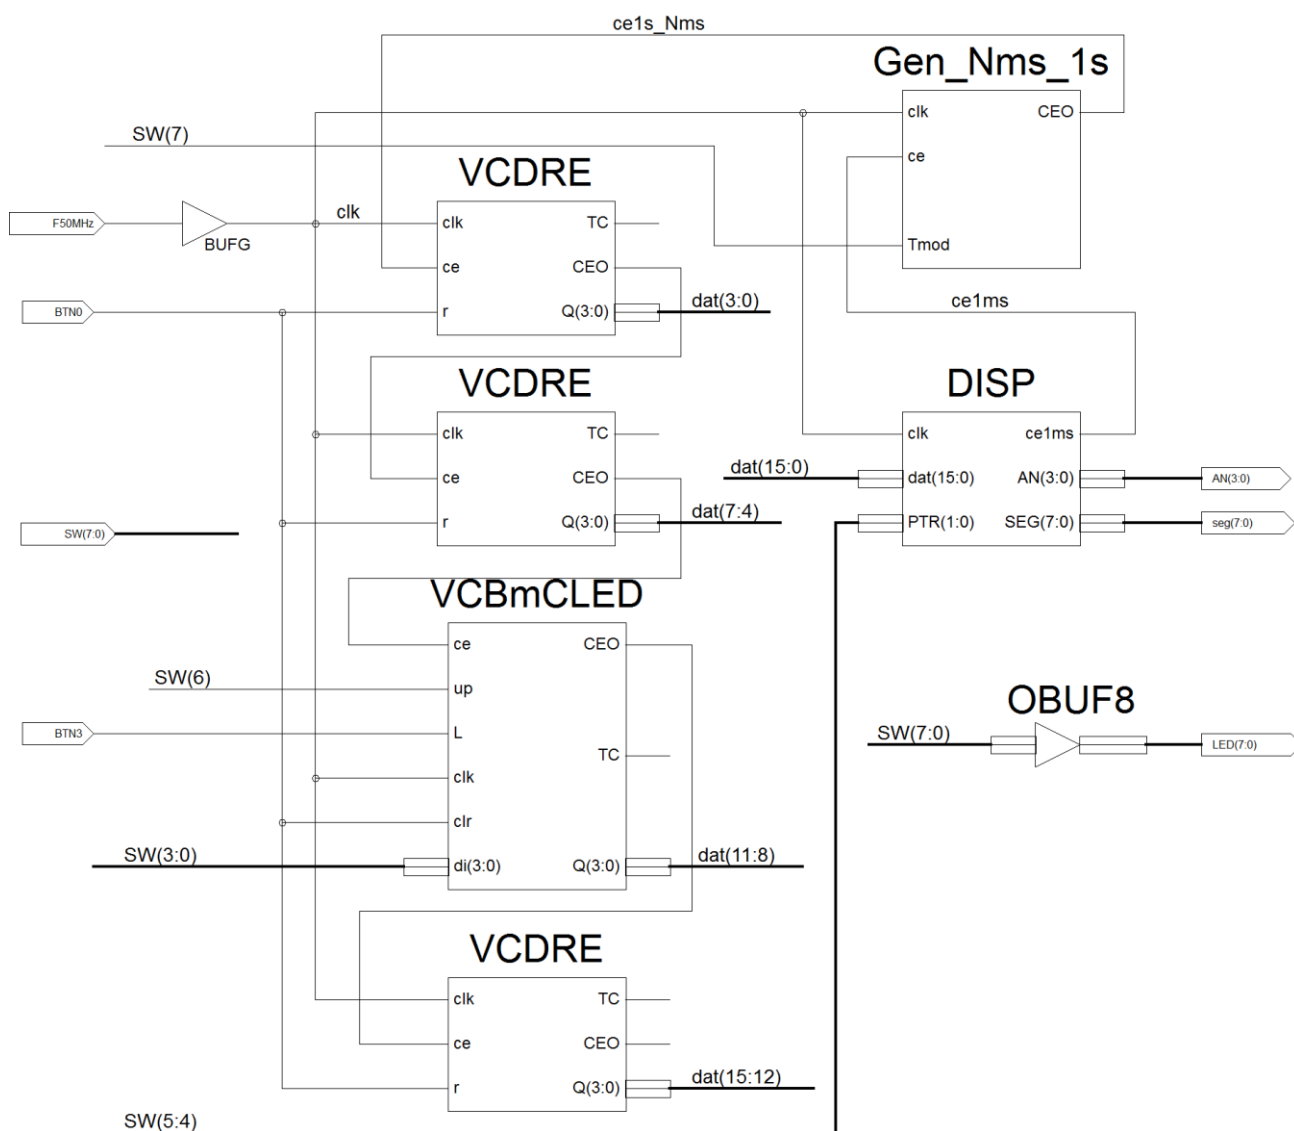 ce1s_Nms
Gen_Nms_1s
clk
CEO
SW(7)
ce
Tmod
VCDRE
F50MHz
BUFG
clk
clk
TC
ce
CEO
BTN0
r
Q(3:0)
dat(3:0)
ce1ms
VCDRE
clk
TC
ce
CEO
SW(7:0)
r
Q(3:0)
dat(7:4)
DISP
clk
ce1ms
dat(15:0)
dat(15:0)
AN(3:0)
AN(3:0)
PTR(1:0)
SEG(7:0)
seg(7:0)
VCBmCLED
ce
CEO
SW(6)
up
BTN3
L
TC
clk
clr
SW(3:0)
di(3:0)
Q(3:0)
dat(11:8)
OBUF8
SW(7:0)
LED(7:0)
VCDRE
clk
TC
ce
CEO
r
Q(3:0)
dat(15:12)
SW(5:4)